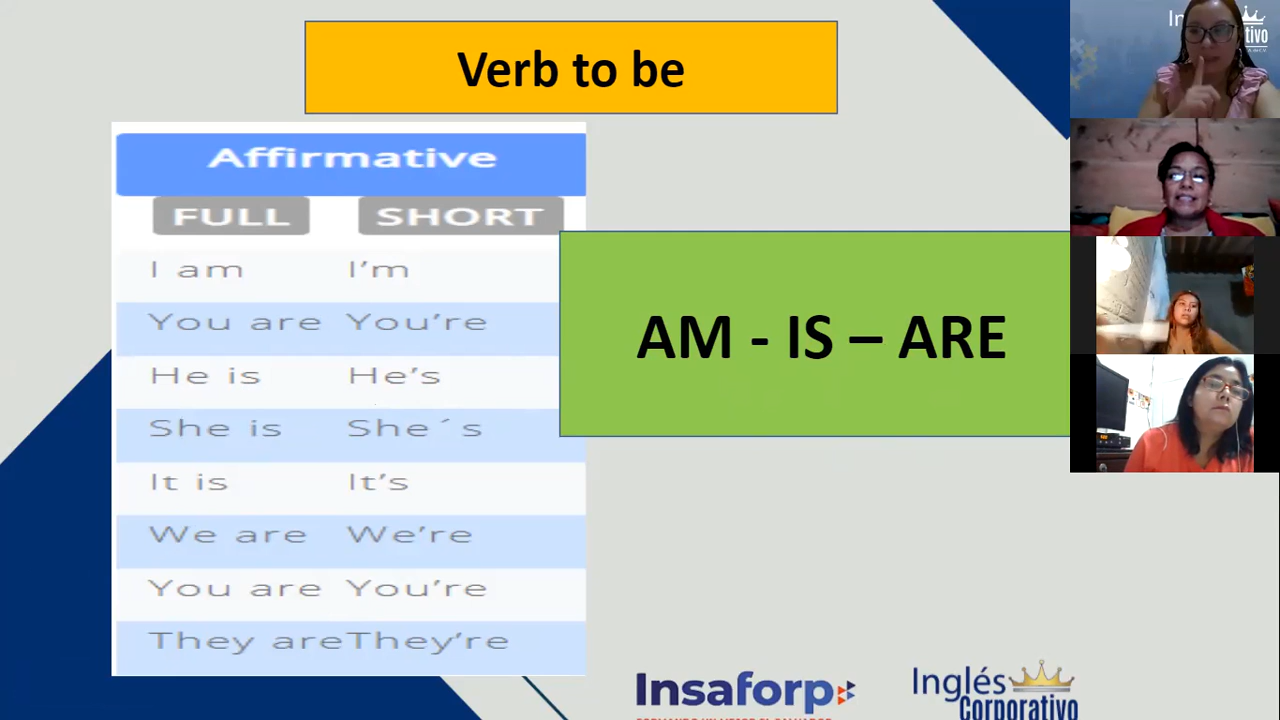 Verb to be
Affirmative
FULL SHORT
I am I’m
You are You’re
He is He’s
She is She´s
It is It’s
We are We’re
You are You’re
They are They’re
AM - IS – ARE
Insaforp
Inglés
Corporativo
In
tivo